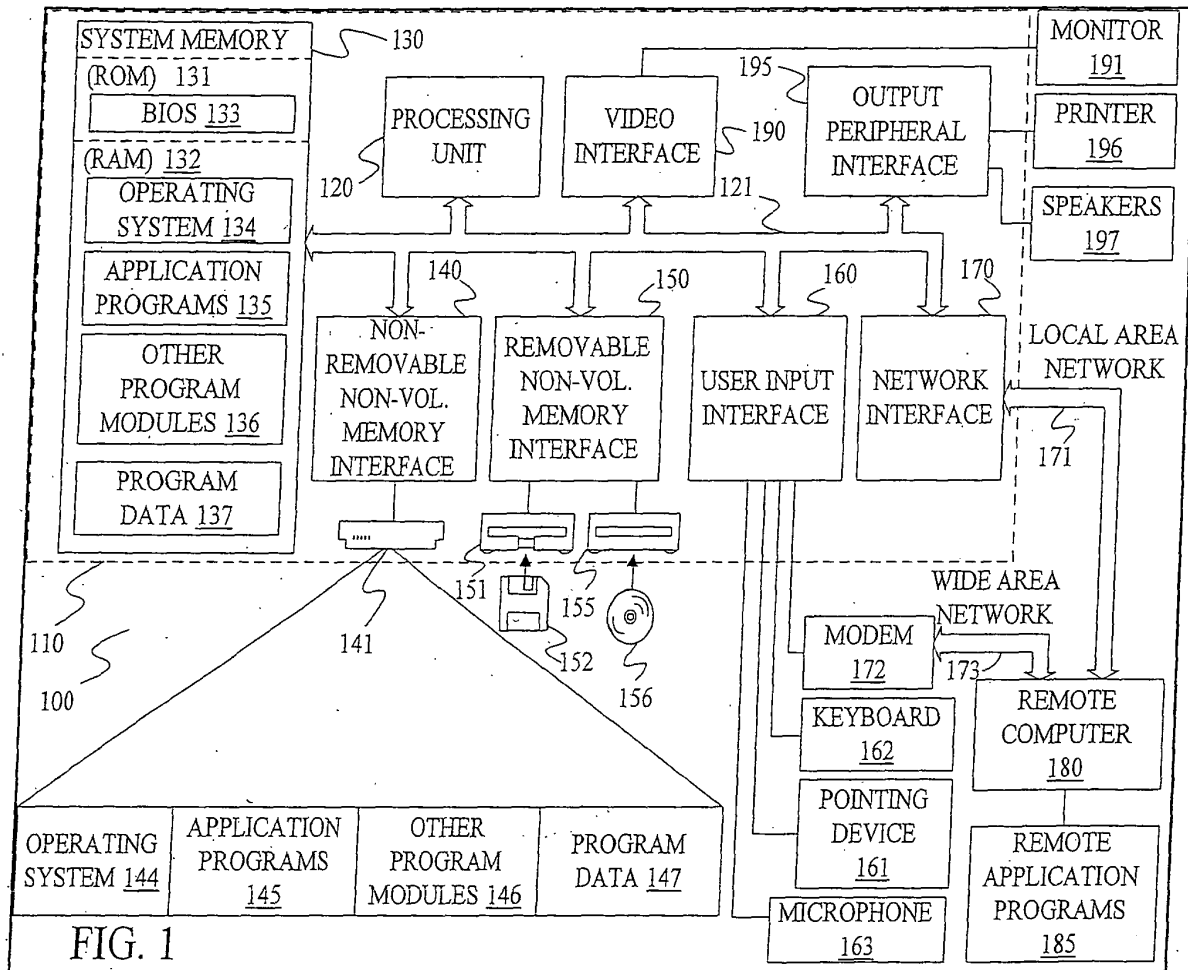 SYSTEM MEMORY
130
(ROM) 131
BIOS 133
(RAM) 132
OPERATING
SYSTEM 134
APPLICATION
PROGRAMS 135
OTHER
PROGRAM
MODULES 136
PROGRAM
DATA 137
PROCESSING
UNIT
120
VIDEO
INTERFACE
190
195
OUTPUT
PERIPHERAL
INTERFACE
121
MONITOR
191
PRINTER
196
SPEAKERS
197
140
NON-
REMOVABLE
NON-VOL.
MEMORY
INTERFACE
150
REMOVABLE
NON-VOL.
MEMORY
INTERFACE
160
USER INPUT
INTERFACE
170
NETWORK
INTERFACE
LOCAL AREA
NETWORK
171
110
100
141
151
152
155
156
WIDE AREA
NETWORK
173
MODEM
172
KEYBOARD
162
POINTING
DEVICE
161
MICROPHONE
163
REMOTE
COMPUTER
180
REMOTE
APPLICATION
PROGRAMS
185
OPERATING
SYSTEM 144
APPLICATION
PROGRAMS
145
OTHER
PROGRAM
MODULES 146
PROGRAM
DATA 147
FIG. 1